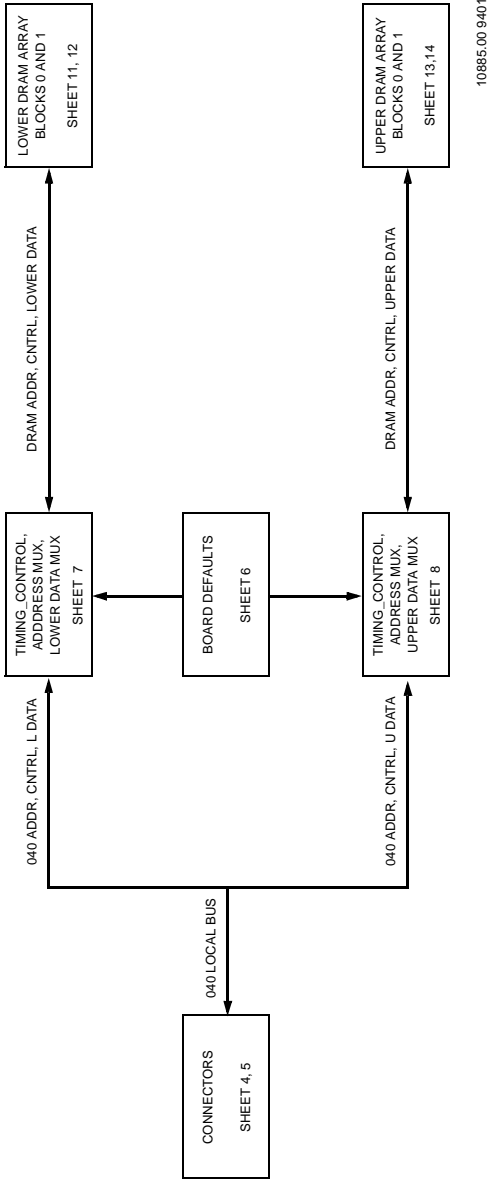 LOWER DRAM ARRAY
BLOCKS 0 AND 1
SHEET 11, 12
UPPER DRAM ARRAY
BLOCKS 0 AND 1
SHEET 13,14
10885.00 9401
DRAM ADDR, CNTRL, LOWER DATA
DRAM ADDR, CNTRL, UPPER DATA
TIMING_CONTROL,
ADDDRESS MUX,
LOWER DATA MUX
SHEET 7
BOARD DEFAULTS
SHEET 6
TIMING_CONTROL,
ADDRESS MUX,
UPPER DATA MUX
SHEET 8
040 ADDR, CNTRL, L DATA
040 ADDR, CNTRL, U DATA
040 LOCAL BUS
CONNECTORS
SHEET 4, 5